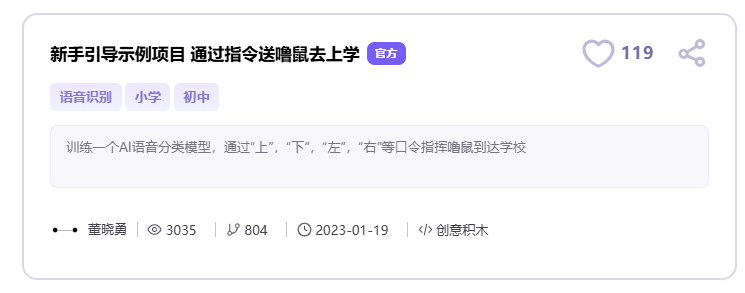 新手引导示例项目 通过指令送噜鼠去上学 官方 119
语音识别 小学 初中
训练一个AI语音分类模型，通过“上”，“下”，“左”，“右”等口令指挥噜鼠到达学校
董晓勇 3035 804 2023-01-19 创意积木